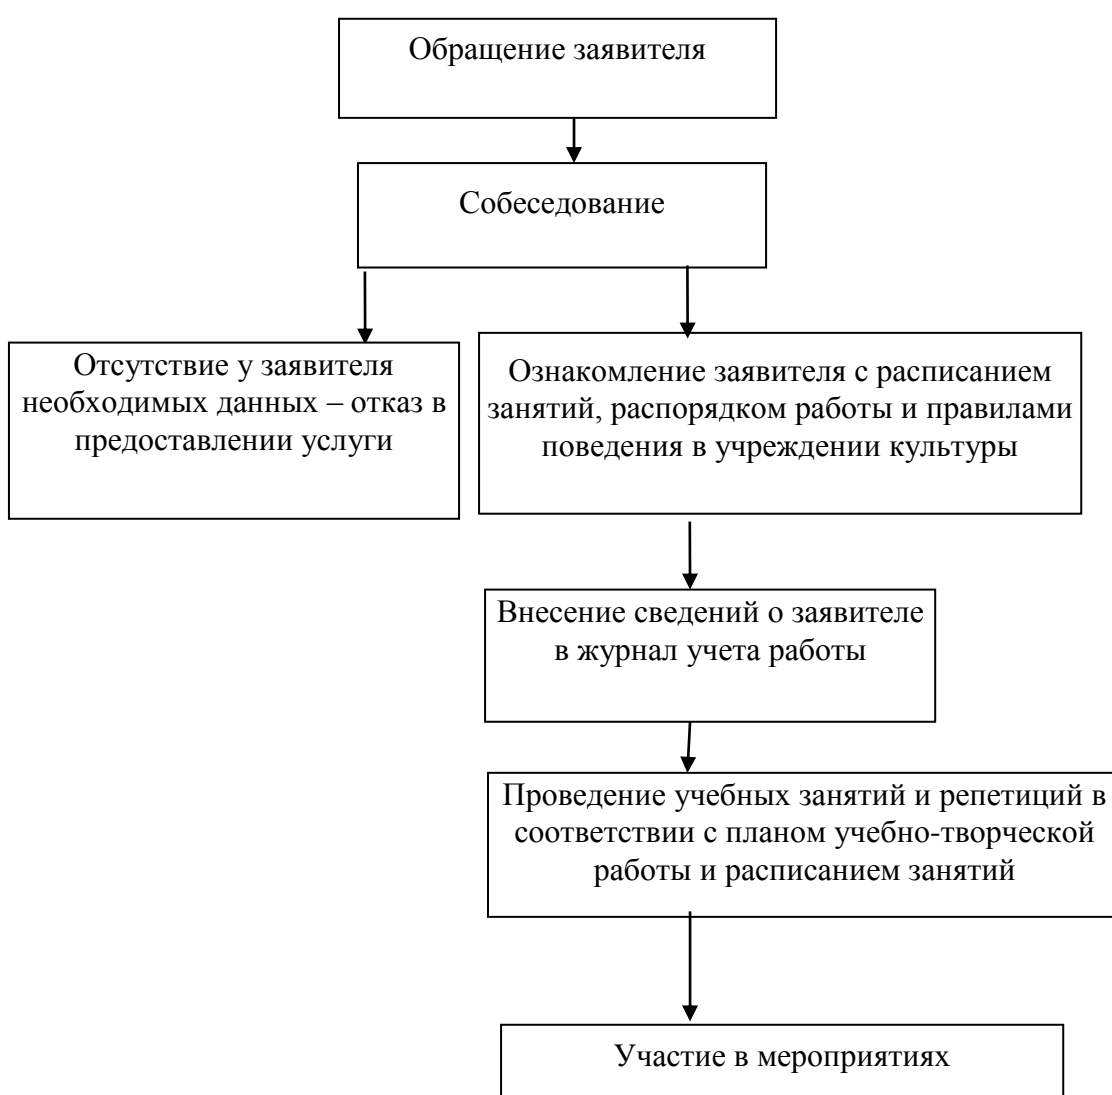 Обращение заявителя
Собеседование
Отсутствие у заявителя
необходимых данных – отказ в
предоставлении услуги
Ознакомление заявителя с расписанием
занятий, распорядком работы и правилами
поведения в учреждении культуры
Внесение сведений о заявителе
в журнал учета работы
Проведение учебных занятий и репетиций в
соответствии с планом учебно-творческой
работы и расписанием занятий
Участие в мероприятиях